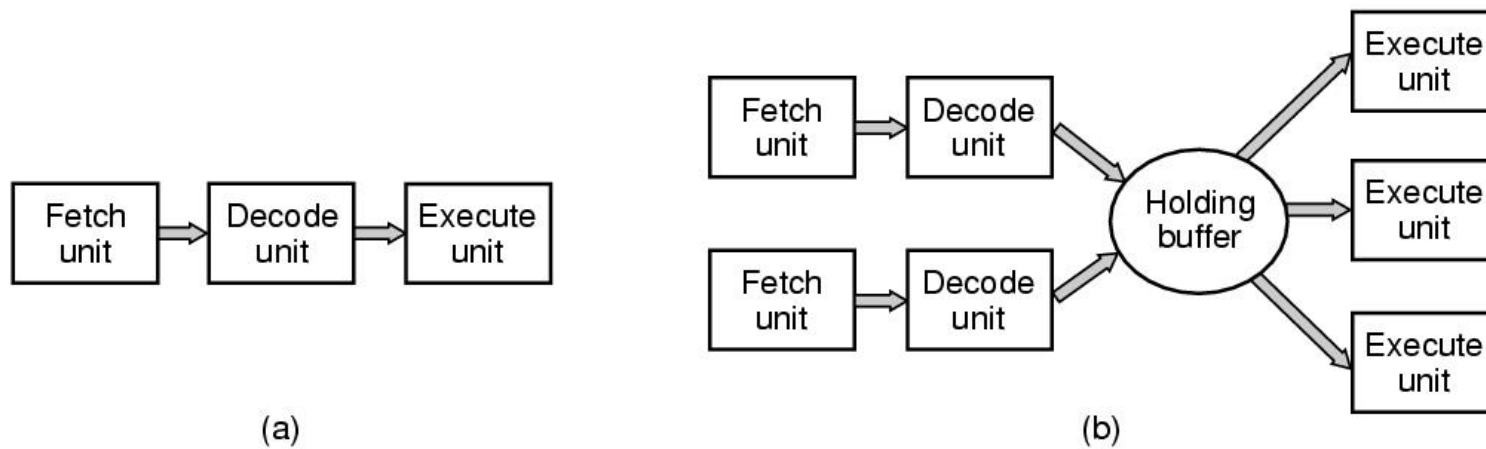 Fetch
unit
Decode
unit
Execute
unit
(a)
Fetch
unit
Decode
unit
Fetch
unit
Decode
unit
Holding
buffer
Execute
unit
Execute
unit
Execute
unit
(b)